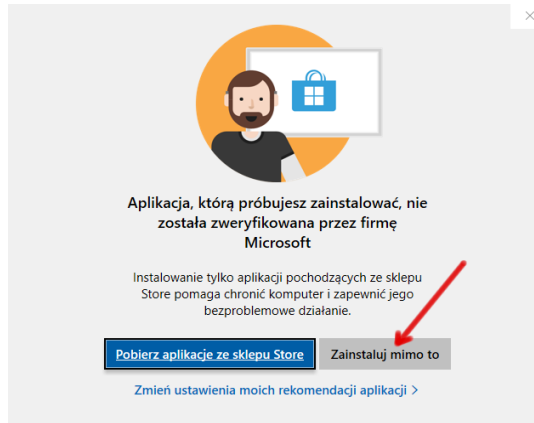 Aplikacja, którą próbujesz zainstalować, nie
została zweryfikowana przez firmę
Microsoft
Instalowanie tylko aplikacji pochodzących ze sklepu
Store pomaga chronić komputer i zapewnić jego
bezproblemowe działanie.
Pobierz aplikacje ze sklepu Store
Zainstaluj mimo to
Zmień ustawienia moich rekomendacji aplikacji >